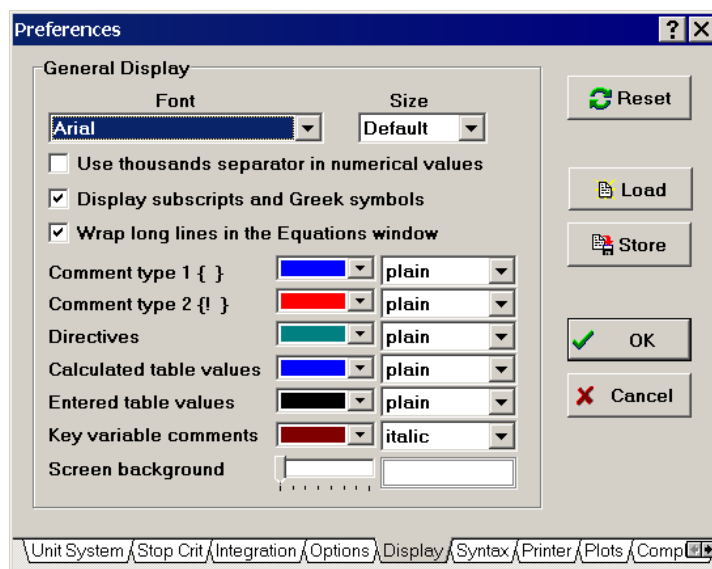 Preferences
General Display
Font
Size
Arial
Default
Use thousands separator in numerical values
Display subscripts and Greek symbols
Wrap long lines in the Equations window
Comment type 1 { }
plain
Comment type 2 {! }
plain
Directives
plain
Calculated table values
plain
Entered table values
plain
Key variable comments
italic
Screen background
Reset
Load
Store
OK
Cancel
Unit System
Stop Crit
Integration
Options
Display
Syntax
Printer
Plots
Comp